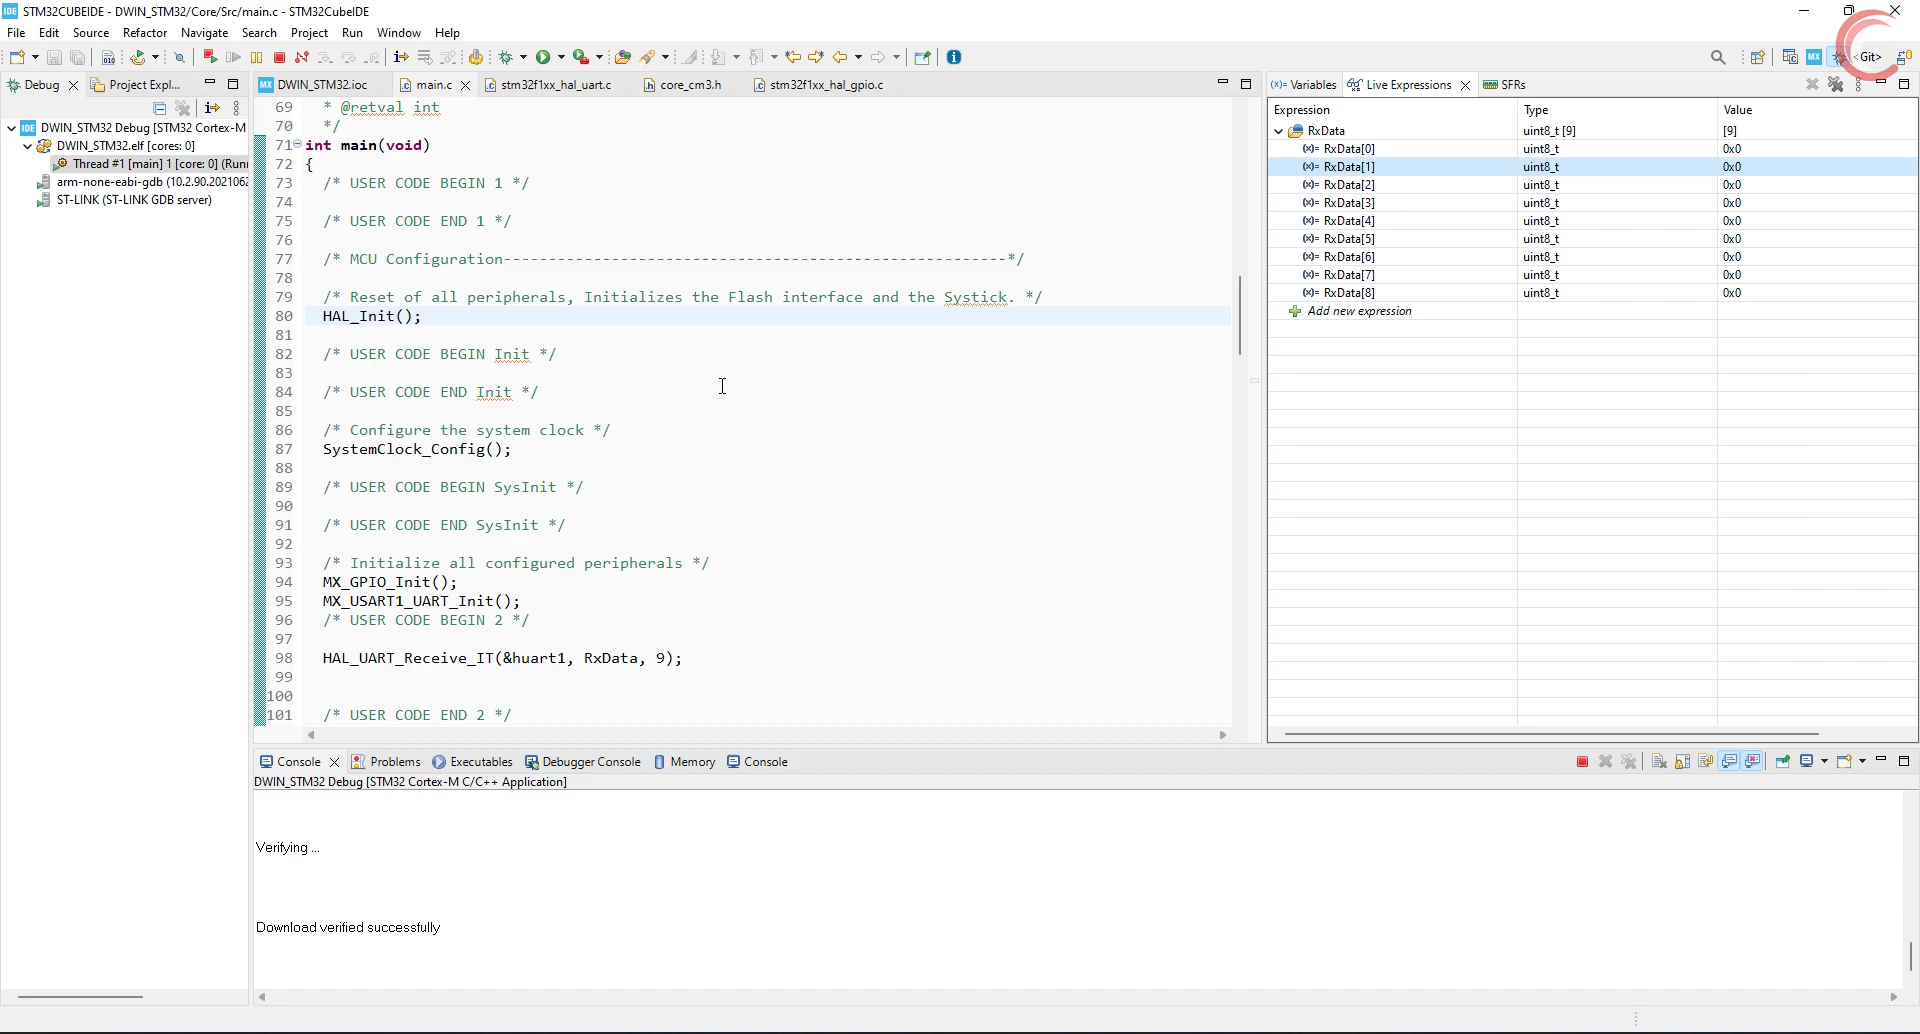 STM32CUBEIDE - DWIN_STM32/Core/Src/main.c - STM32CubeIDE
File Edit Source Refactor Navigate Search Project Run Window Help
<Git>
Debug
Project Expl...
DWIN_STM32 Debug [STM32 Cortex-M
DWIN_STM32.elf [cores: 0]
Thread #1 [main] 1 [core: 0] (Run
arm-none-eabi-gdb (10.2.90.202106
ST-LINK (ST-LINK GDB server)
DWIN_STM32.ioc main.c stm32f1xx_hal_uart.c core_cm3.h stm32f1xx_hal_gpio.c
69 * @retval int
70 */
71 int main(void)
72 {
73 /* USER CODE BEGIN 1 */
74
75 /* USER CODE END 1 */
76
77 /* MCU Configuration--------------------------------------------------------*/
78
79 /* Reset of all peripherals, Initializes the Flash interface and the Systick. */
80 HAL_Init();
81
82 /* USER CODE BEGIN Init */
83
84 /* USER CODE END Init */
85
86 /* Configure the system clock */
87 SystemClock_Config();
88
89 /* USER CODE BEGIN SysInit */
90
91 /* USER CODE END SysInit */
92
93 /* Initialize all configured peripherals */
94 MX_GPIO_Init();
95 MX_USART1_UART_Init();
96 /* USER CODE BEGIN 2 */
97
98 HAL_UART_Receive_IT(&huart1, RxData, 9);
99
100
101 /* USER CODE END 2 */
Variables Live Expressions SFRs
Expression Type Value
RxData uint8_t [9] [9]
RxData[0] uint8_t 0x0
RxData[1] uint8_t 0x0
RxData[2] uint8_t 0x0
RxData[3] uint8_t 0x0
RxData[4] uint8_t 0x0
RxData[5] uint8_t 0x0
RxData[6] uint8_t 0x0
RxData[7] uint8_t 0x0
RxData[8] uint8_t 0x0
Add new expression
Console Problems Executables Debugger Console Memory Console
DWIN_STM32 Debug [STM32 Cortex-M C/C++ Application]
Verifying ...
Download verified successfully